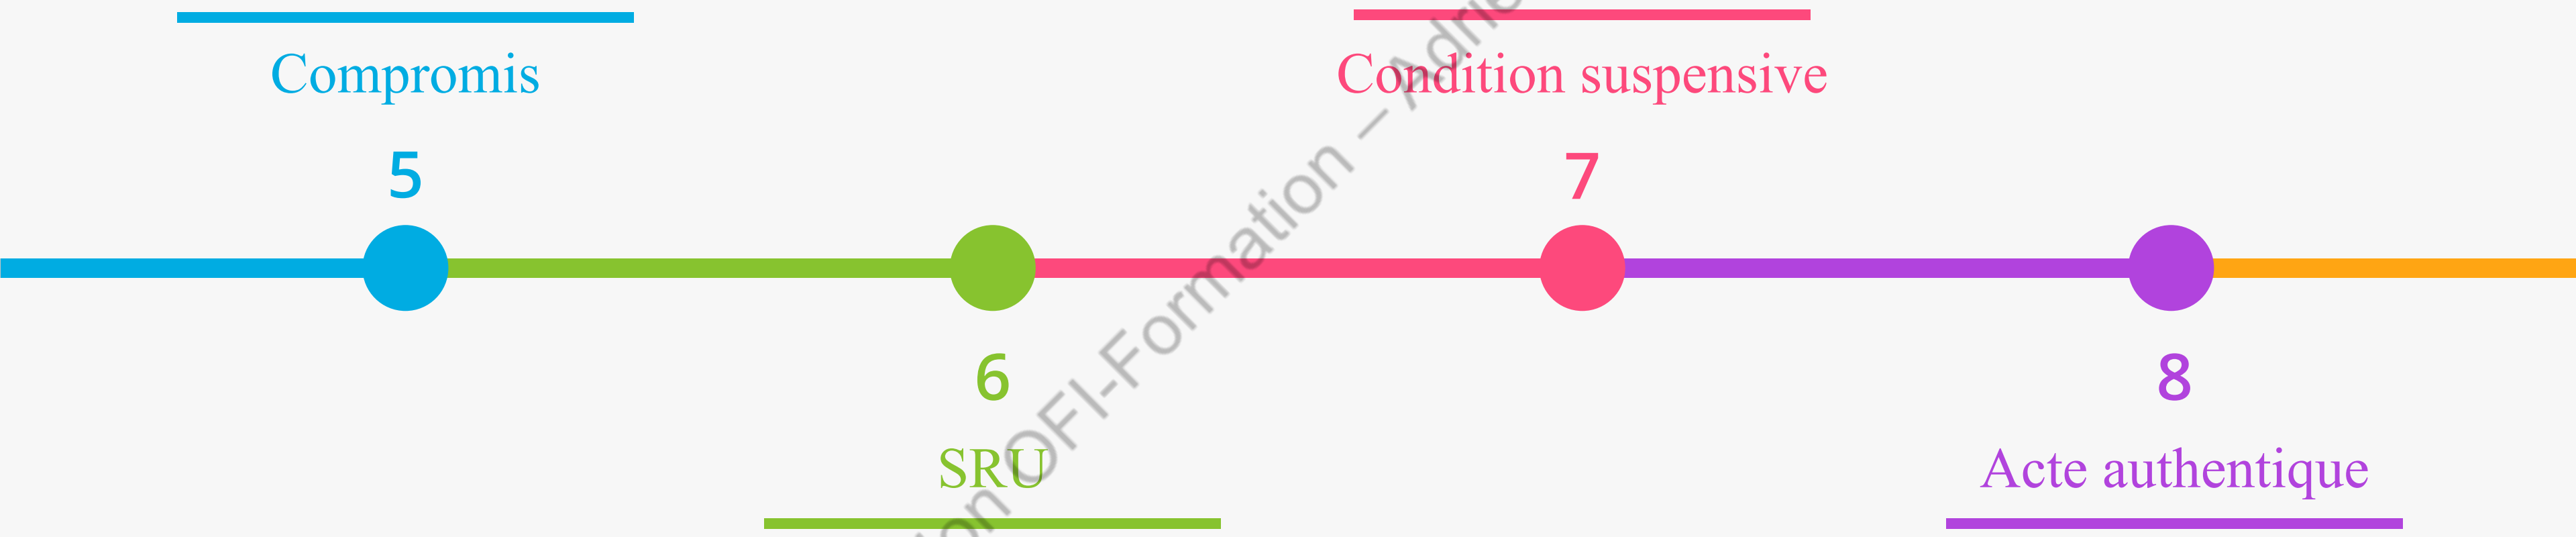 Compromis
5
6
SRU
Condition suspensive
7
8
Acte authentique
OFI-Formation –